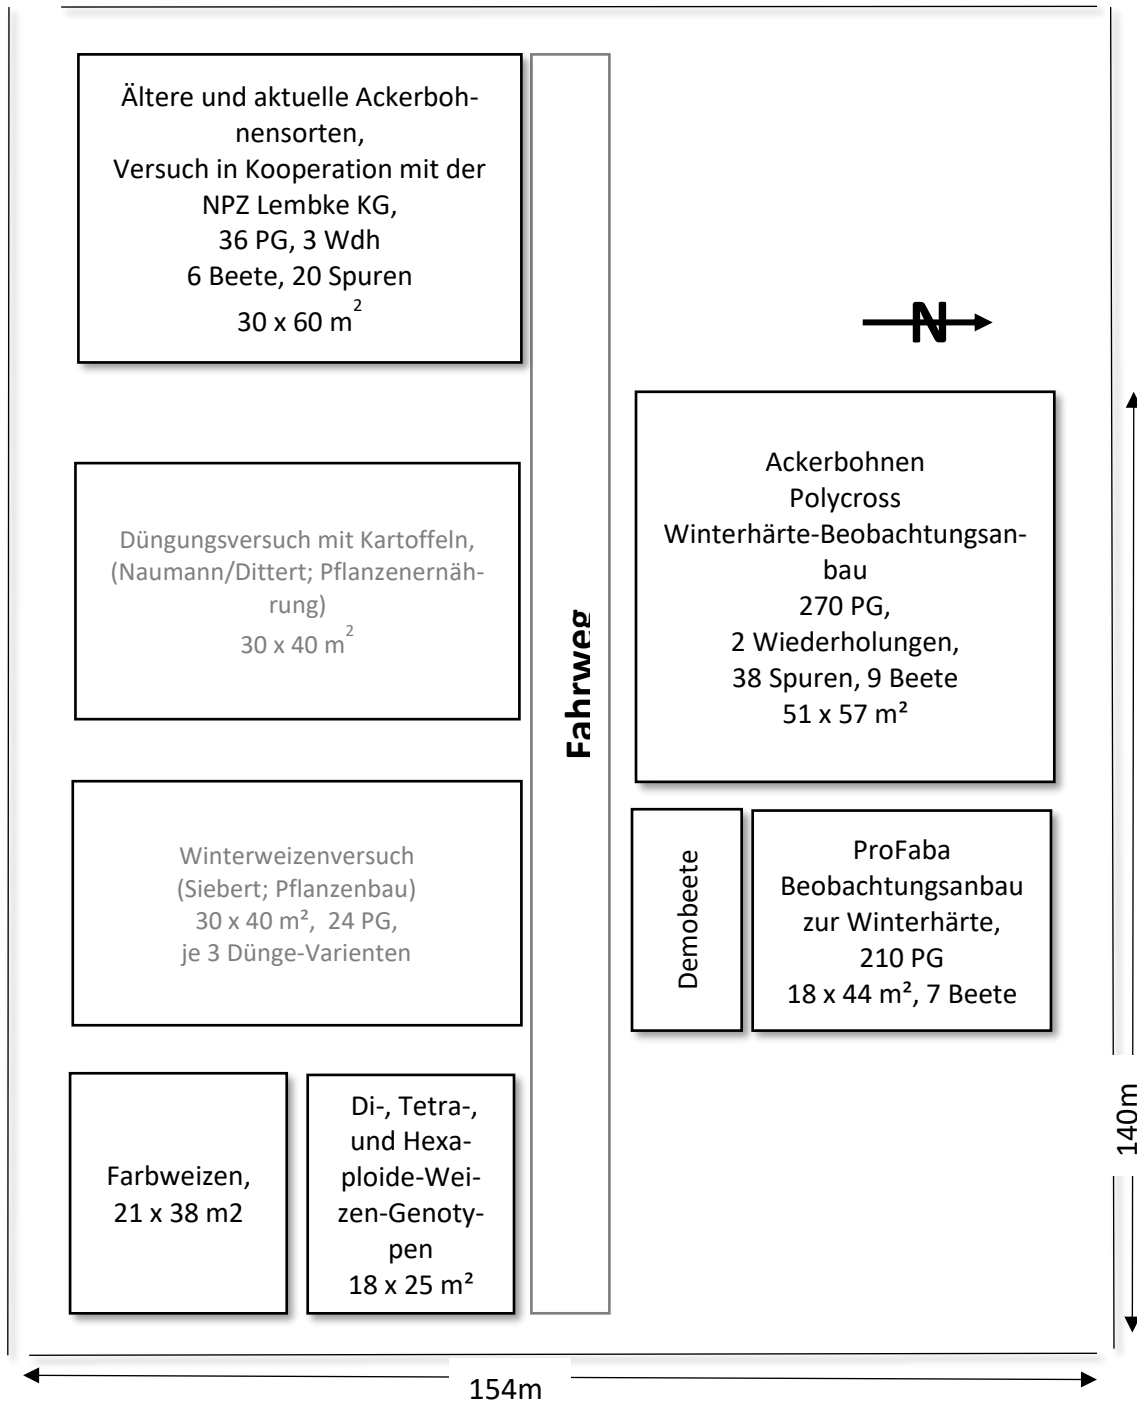 Ältere und aktuelle Ackerboh-
nensorten,
Versuch in Kooperation mit der
NPZ Lembke KG,
36 PG, 3 Wdh
6 Beete, 20 Spuren
30 x 60 m²
N
Düngungsversuch mit Kartoffeln,
(Naumann/Dittert; Pflanzenernäh-
rung)
30 x 40 m²
Fahrweg
Ackerbohnen
Polycross
Winterhärte-Beobachtungsan-
bau
270 PG,
2 Wiederholungen,
38 Spuren, 9 Beete
51 x 57 m²
Winterweizenversuch
(Siebert; Pflanzenbau)
30 x 40 m², 24 PG,
je 3 Dünge-Varienten
Demobeete
ProFaba
Beobachtungsanbau
zur Winterhärte,
210 PG
18 x 44 m², 7 Beete
Farbweizen,
21 x 38 m2
Di-, Tetra-,
und Hexa-
ploide-Wei-
zen-Genoty-
pen
18 x 25 m²
140m
154m